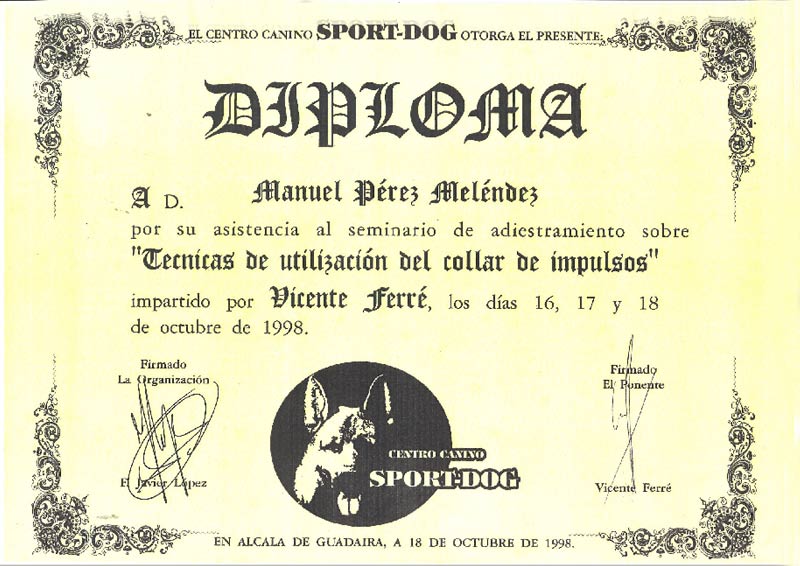 EL CENTRO CANINO SPORT-DOG OTORGA EL PRESENTE:
DIPLOMA
A D. Manuel Pérez Meléndez
por su asistencia al seminario de adiestramiento sobre
"Tecnicas de utilización del collar de impulsos"
impartido por Vicente Ferré, los días 16, 17 y 18
de octubre de 1998.
Firmado
La Organización
F. Javier López
CENTRO CANINO
SPORT-DOG
Firmado
El Ponente
Vicente Ferré
EN ALCALA DE GUADAIRA, A 18 DE OCTUBRE DE 1998.